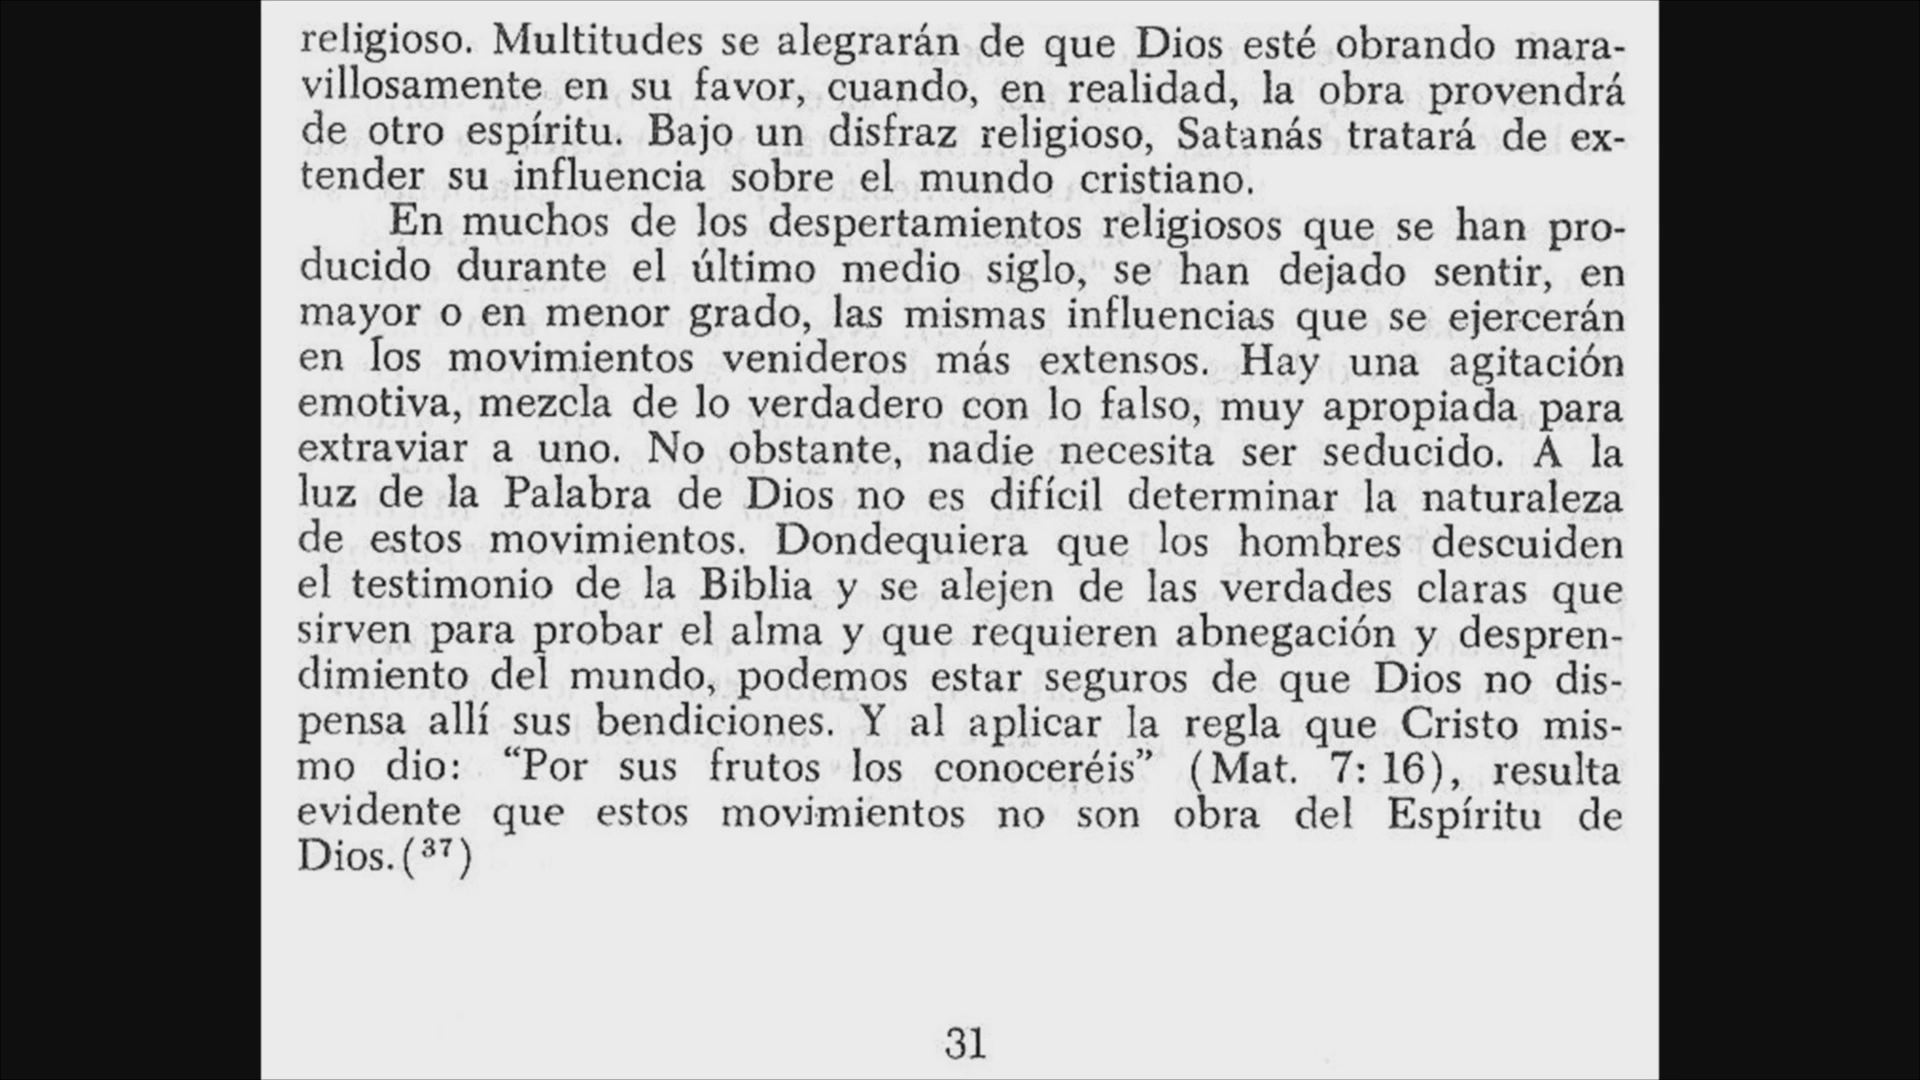 religioso. Multitudes se alegrarán de que Dios esté obrando mara-
villosamente en su favor, cuando, en realidad, la obra provendrá
de otro espíritu. Bajo un disfraz religioso, Satanás tratará de ex-
tender su influencia sobre el mundo cristiano.
En muchos de los despertamientos religiosos que se han pro-
ducido durante el último medio siglo, se han dejado sentir, en
mayor o en menor grado, las mismas influencias que se ejercerán
en los movimientos venideros más extensos. Hay una agitación
emotiva, mezcla de lo verdadero con lo falso, muy apropiada para
extraviar a uno. No obstante, nadie necesita ser seducido. A la
luz de la Palabra de Dios no es difícil determinar la naturaleza
de estos movimientos. Dondequiera que los hombres descuiden
el testimonio de la Biblia y se alejen de las verdades claras que
sirven para probar el alma y que requieren abnegación y despren-
dimiento del mundo, podemos estar seguros de que Dios no dis-
pensa allí sus bendiciones. Y al aplicar la regla que Cristo mis-
mo dio: “Por sus frutos los conoceréis” (Mat. 7: 16), resulta
evidente que estos movimientos no son obra del Espíritu de
Dios.(³⁷)
31